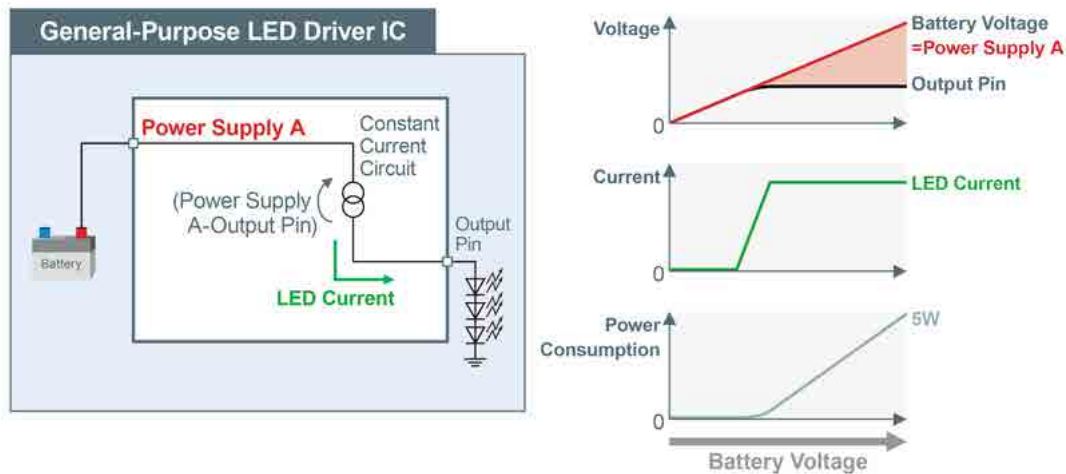 General-Purpose LED Driver IC
Power Supply A
Constant
Current
Circuit
(Power Supply
A-Output Pin)
Output
Pin
LED Current
Battery
Voltage
Battery Voltage
=Power Supply A
Output Pin
0
Current
LED Current
0
Power
Consumption
5W
0
Battery Voltage